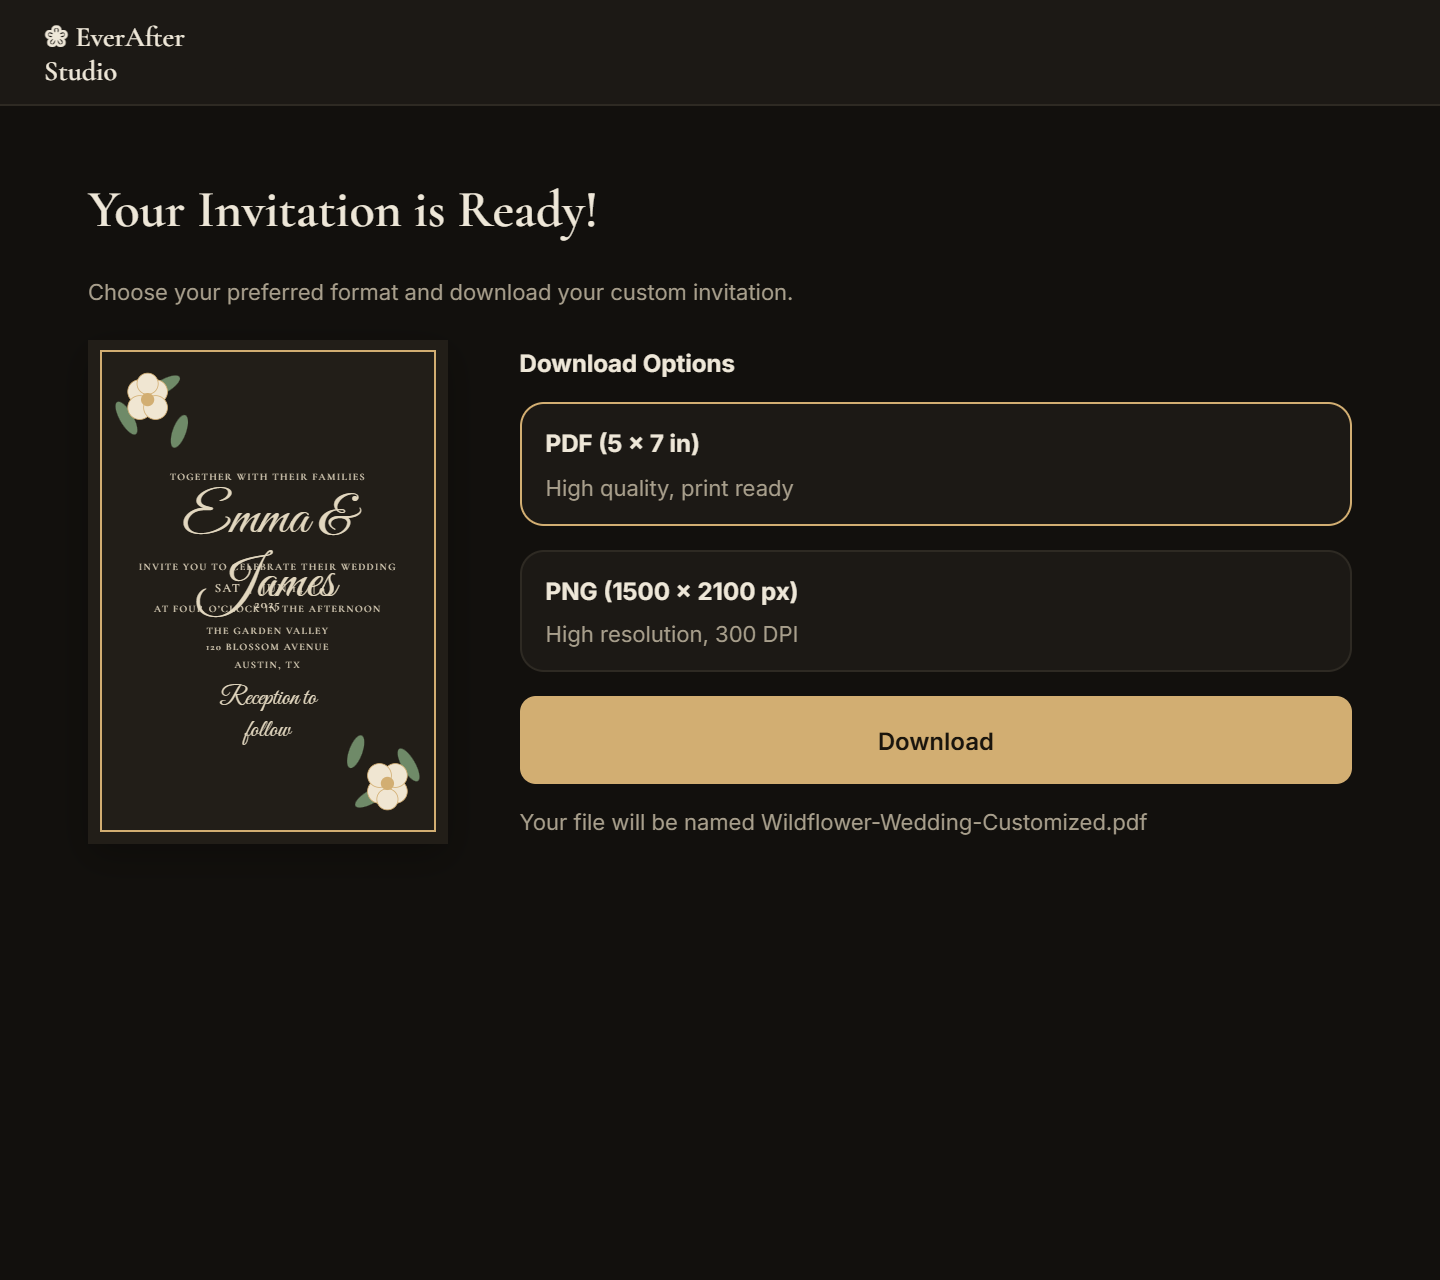 ❀ EverAfter
Studio
Your Invitation is Ready!
Choose your preferred format and download your custom invitation.
TOGETHER WITH THEIR FAMILIES
Emma &
James
INVITE YOU TO CELEBRATE THEIR WEDDING
SAT
2025
AT FOUR O'CLOCK IN THE AFTERNOON
THE GARDEN VALLEY
120 BLOSSOM AVENUE
AUSTIN, TX
Reception to
follow
Download Options
PDF (5 × 7 in)
High quality, print ready
PNG (1500 × 2100 px)
High resolution, 300 DPI
Download
Your file will be named Wildflower-Wedding-Customized.pdf